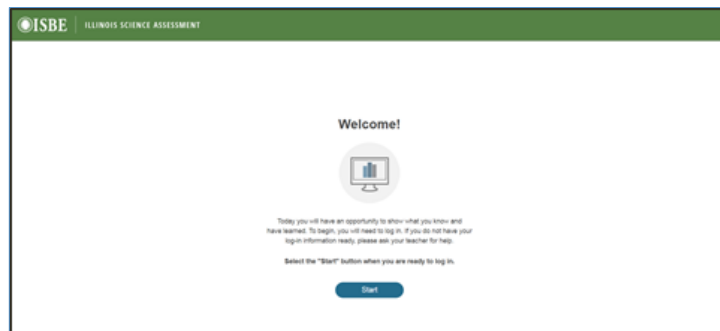 ISBE ILLINOIS SCIENCE ASSESSMENT
Welcome!
Today you will have an opportunity to show what you know and
have learned. To begin, you will need to log in. If you do not have your
log-in information ready, please ask your teacher for help.
Select the "Start" button when you are ready to log in.
Start